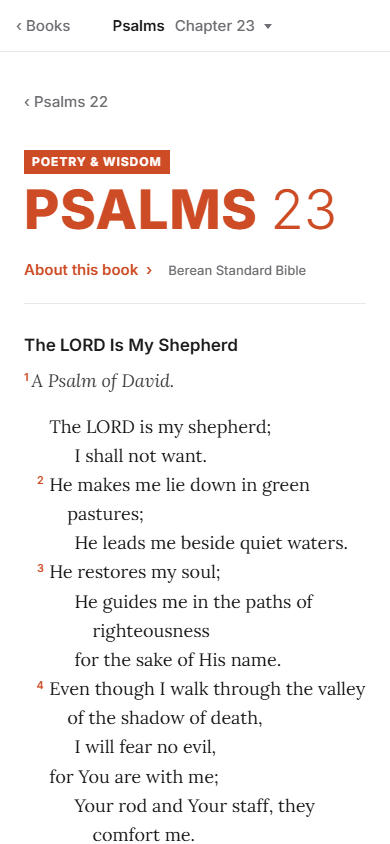 ‹ Books Psalms Chapter 23
‹ Psalms 22
POETRY & WISDOM
PSALMS 23
About this book › Berean Standard Bible
The LORD Is My Shepherd
1 A Psalm of David.
The LORD is my shepherd;
I shall not want.
2 He makes me lie down in green
pastures;
He leads me beside quiet waters.
3 He restores my soul;
He guides me in the paths of
righteousness
for the sake of His name.
4 Even though I walk through the valley
of the shadow of death,
I will fear no evil,
for You are with me;
Your rod and Your staff, they
comfort me.